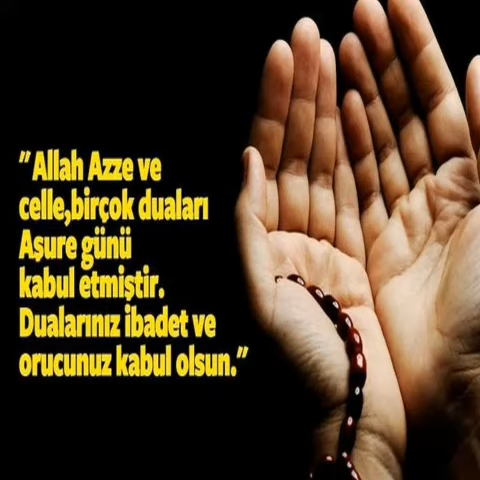 "Allah Azze ve
celle,birçok duaları
Aşure günü
kabul etmiştir.
Dualarınız ibadet ve
orucunuz kabul olsun."